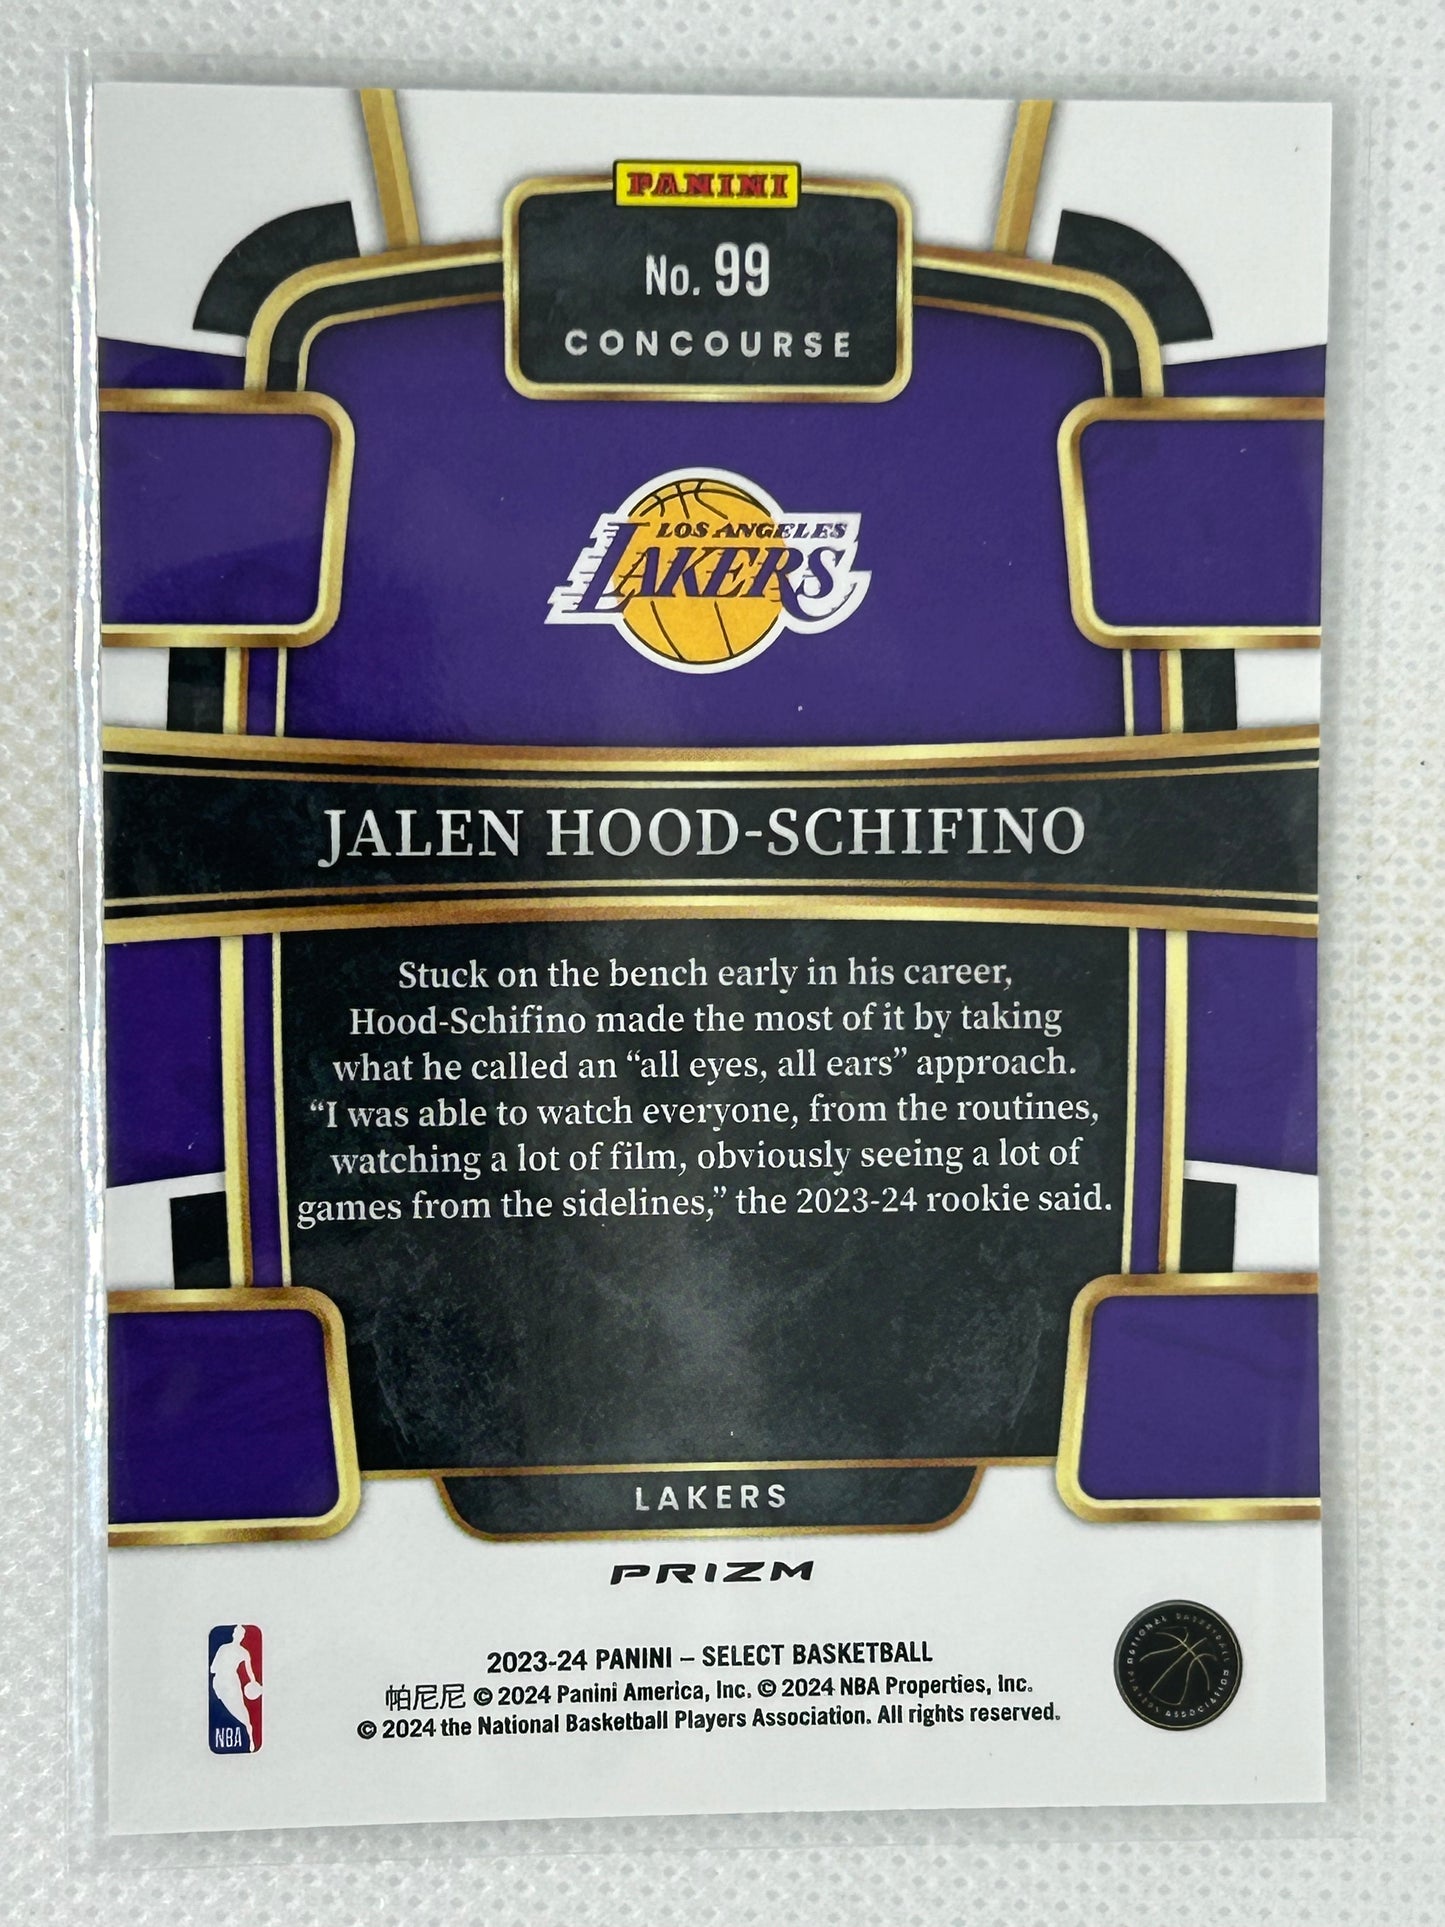 PANINI
No. 99
CONCOURSE
LOS ANGELES
LAKERS
JALEN HOOD-SCHIFINO
Stuck on the bench early in his career,
Hood-Schifino made the most of it by taking
what he called an “all eyes, all ears” approach.
“I was able to watch everyone, from the routines,
watching a lot of film, obviously seeing a lot of
games from the sidelines,” the 2023-24 rookie said.
LAKERS
PRIZM
NBA
2023-24 PANINI – SELECT BASKETBALL
帕尼尼 © 2024 Panini America, Inc. © 2024 NBA Properties, Inc.
© 2024 the National Basketball Players Association. All rights reserved.
NATIONAL BASKETBALL
PLAYERS ASSOCIATION